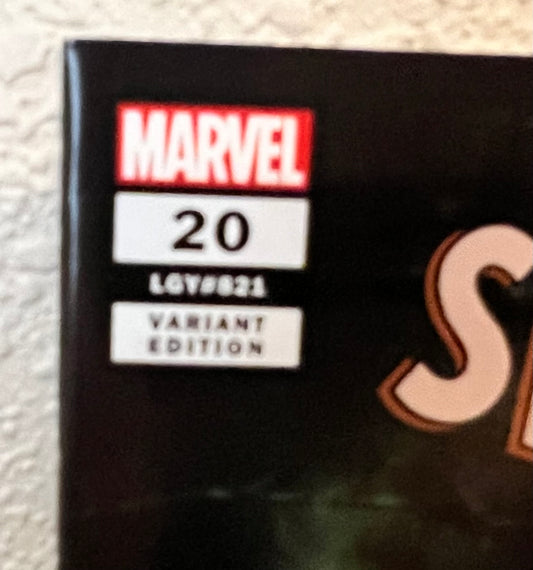 MARVEL
20
LGY#821
VARIANT
EDITION
S